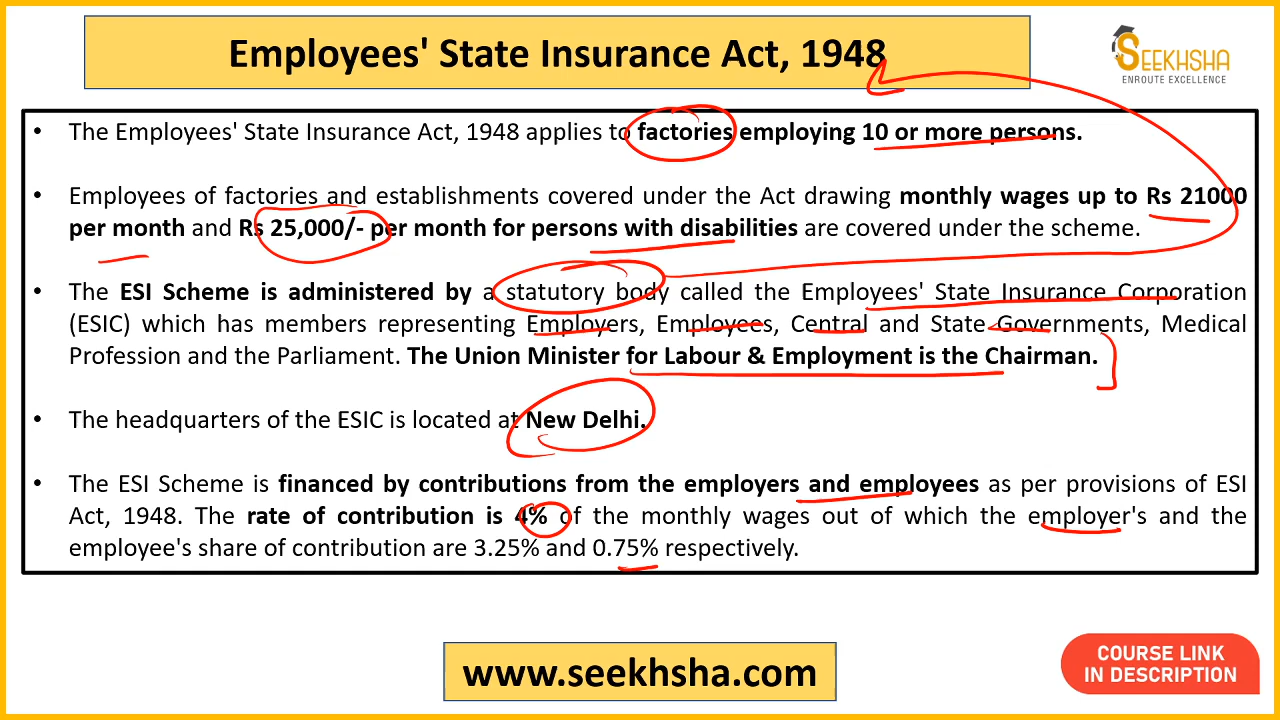 Employees' State Insurance Act, 1948
SEEKHSHA
ENROUTE EXCELLENCE
• The Employees' State Insurance Act, 1948 applies to factories employing 10 or more persons.
• Employees of factories and establishments covered under the Act drawing monthly wages up to Rs 21000
per month and Rs 25,000/- per month for persons with disabilities are covered under the scheme.
• The ESI Scheme is administered by a statutory body called the Employees' State Insurance Corporation
(ESIC) which has members representing Employers, Employees, Central and State Governments, Medical
Profession and the Parliament. The Union Minister for Labour & Employment is the Chairman.
• The headquarters of the ESIC is located at New Delhi.
• The ESI Scheme is financed by contributions from the employers and employees as per provisions of ESI
Act, 1948. The rate of contribution is 4% of the monthly wages out of which the employer's and the
employee's share of contribution are 3.25% and 0.75% respectively.
www.seekhsha.com
COURSE LINK
IN DESCRIPTION